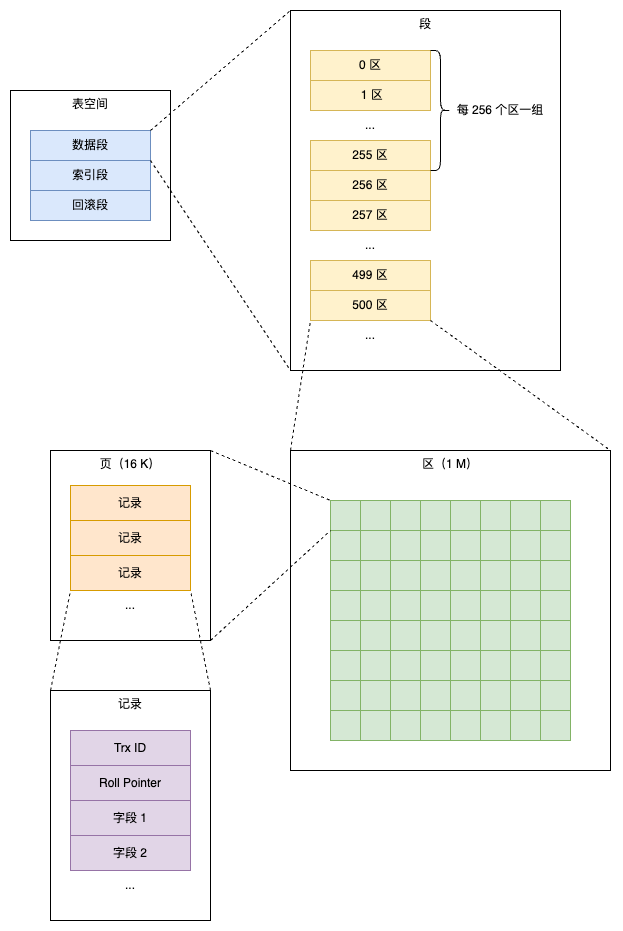 表空间
数据段
索引段
回滚段
段
0 区
1 区
...
255 区
256 区
257 区
...
499 区
500 区
...
每 256 个区一组
页（16 K）
记录
记录
记录
...
区（1 M）
记录
Trx ID
Roll Pointer
字段 1
字段 2
...